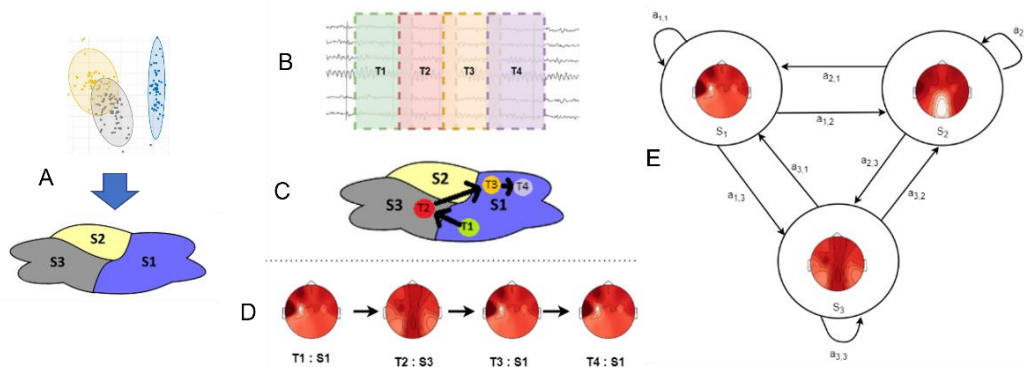 A
S2
S3
S1
B
T1
T2
T3
T4
C
S2
S3
S1
T1
T2
T3
T4
D
T1 : S1
T2 : S3
T3 : S1
T4 : S1
E
a1,1
S1
a2,1
a1,2
S2
a2
a1,3
a3,1
a2,3
a3,2
S3
a3,3